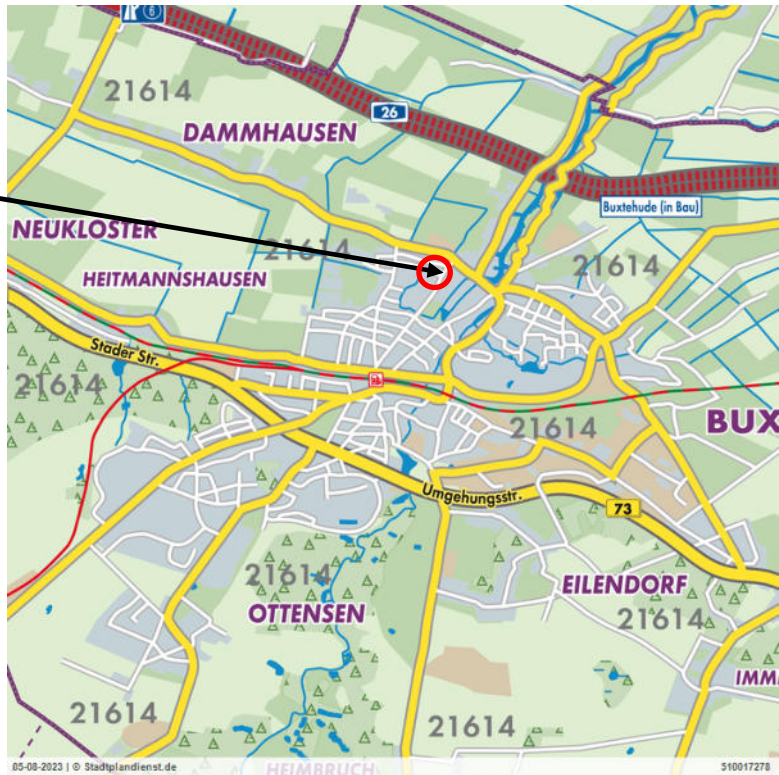 6
21614
26
DAMMHAUSEN
Buxtehude (in Bau)
NEUKLOSTER
21614
21614
HEITMANNSHAUSEN
Stader Str.
21614
21614
BUX
Umgehungsstr.
73
21614
EILENDORF
OTTENSEN
21614
IMM
21614
21614
05-08-2023 | © Stadtplandienst.de
HEIMBRUCH
510017278